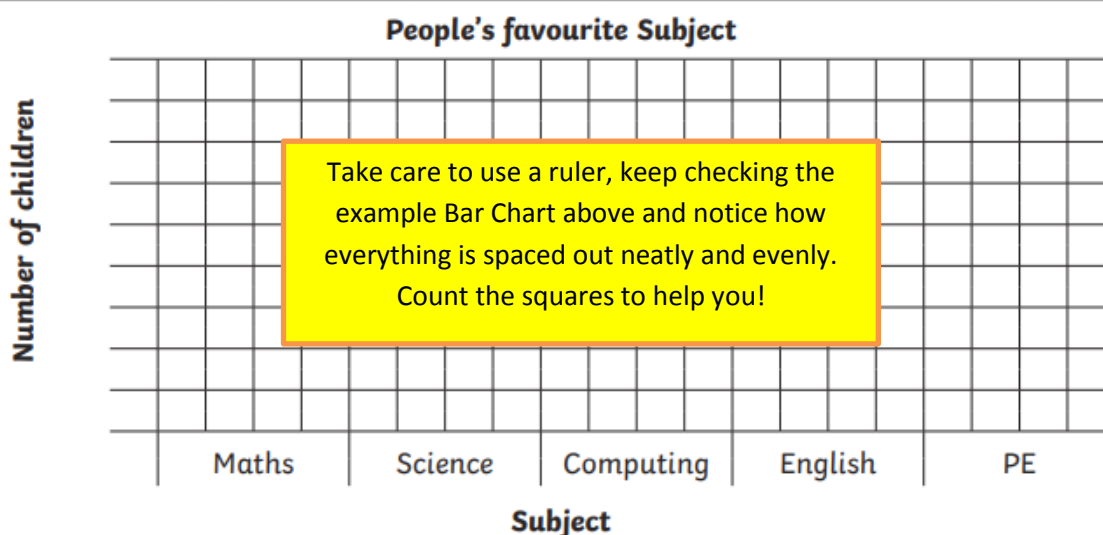 People's favourite Subject
Number of children
Take care to use a ruler, keep checking the
example Bar Chart above and notice how
everything is spaced out neatly and evenly.
Count the squares to help you!
Maths Science Computing English PE
Subject